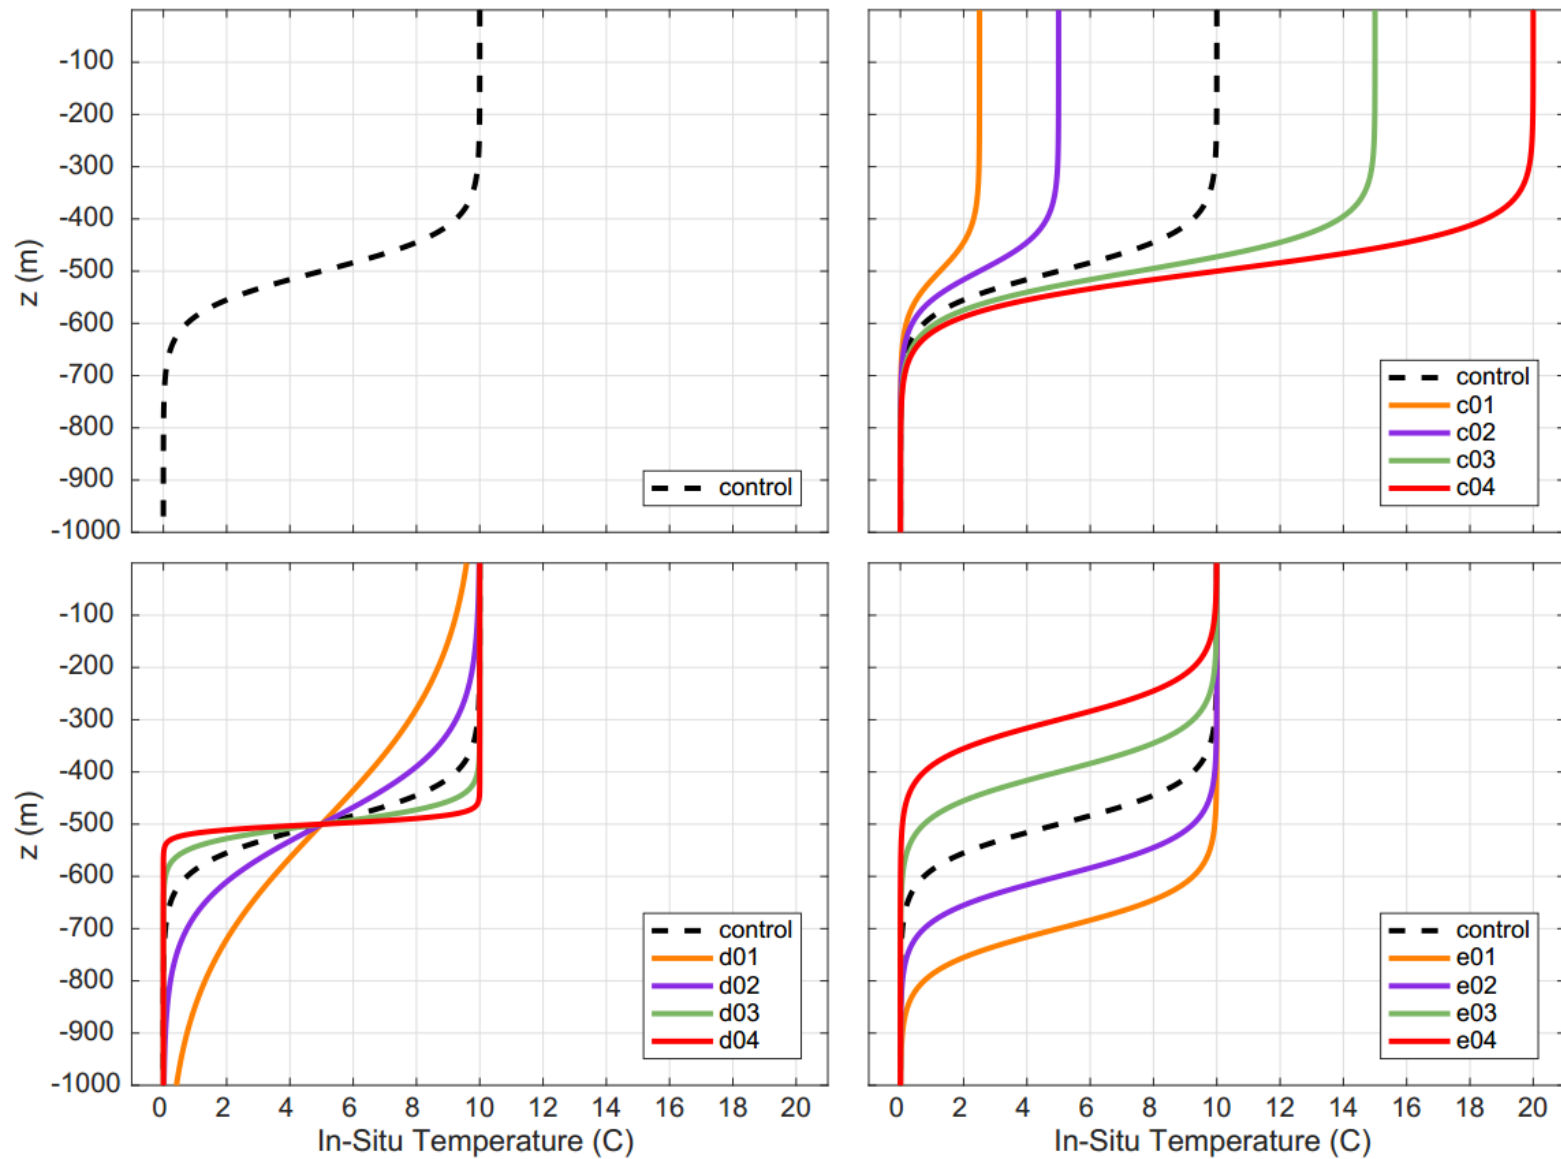 -100
-200
-300
-400
-500
-600
-700
-800
-900
-1000
z (m)
control
control
c01
c02
c03
c04
-100
-200
-300
-400
-500
-600
-700
-800
-900
-1000
z (m)
control
d01
d02
d03
d04
control
e01
e02
e03
e04
0 2 4 6 8 10 12 14 16 18 20
In-Situ Temperature (C)
0 2 4 6 8 10 12 14 16 18 20
In-Situ Temperature (C)